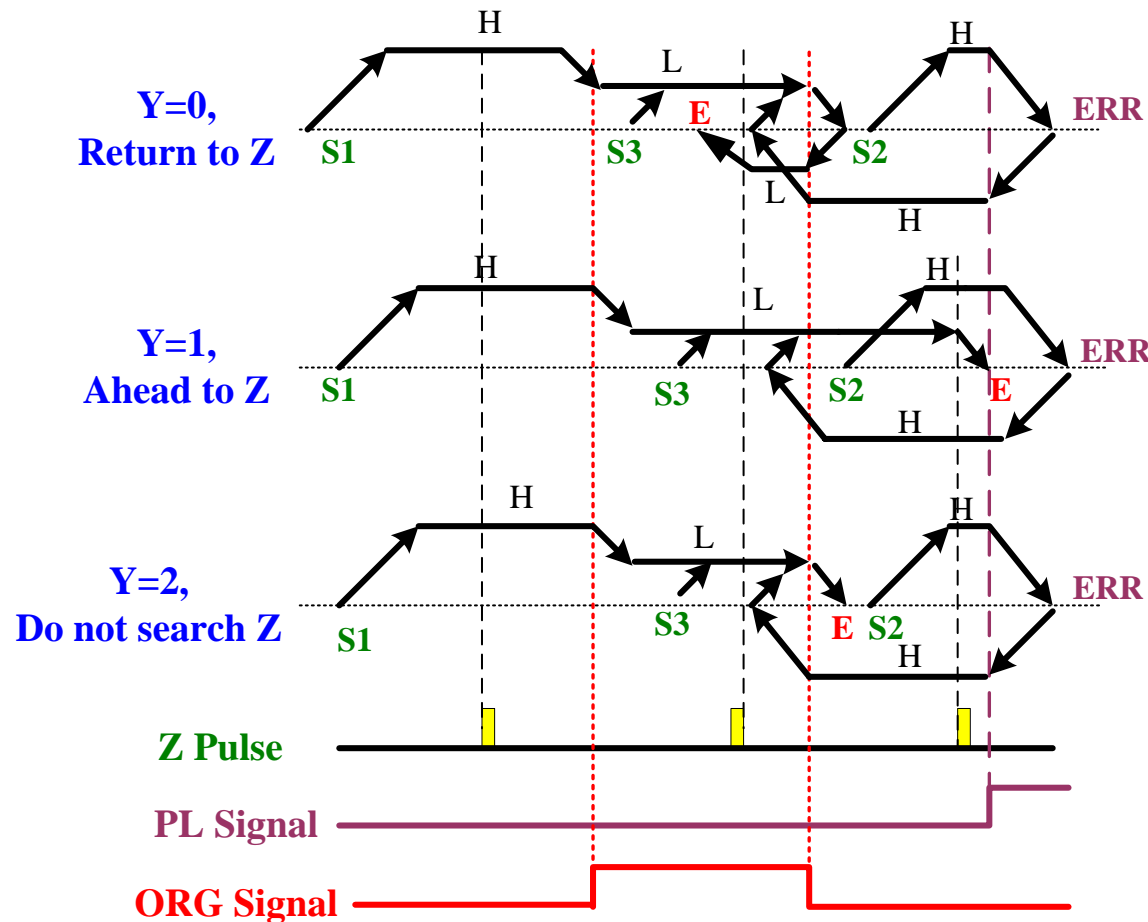 H
H
L
Y=0,
Return to Z
E
ERR
S1
S3
S2
L
H
H
H
L
Y=1,
Ahead to Z
ERR
S1
S3
S2
E
H
H
H
L
Y=2,
Do not search Z
ERR
S1
S3
E
S2
H
Z Pulse
PL Signal
ORG Signal